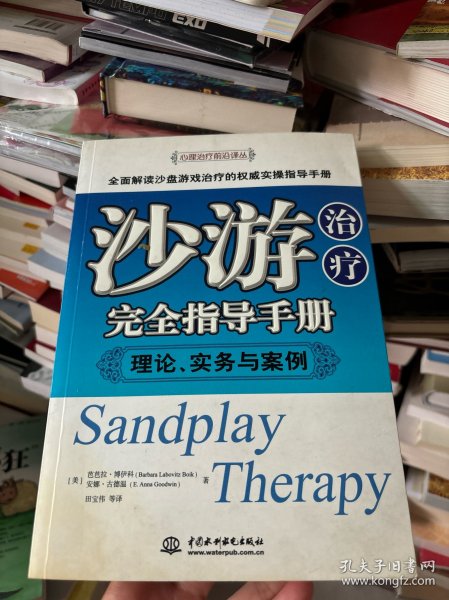 EXO
心理治疗前沿译丛
全面解读沙盘游戏治疗的权威实操指导手册
沙游治疗
完全指导手册
理论、实务与案例
Sandplay
Therapy
[美] 芭芭拉·博伊科 (Barbara Labovitz Boik)
安娜·古德温 (E. Anna Goodwin) 著
田宝伟 等译
中国水利水电出版社
www.waterpub.com.cn
狂
孔夫子旧书网
www.kongfz.com